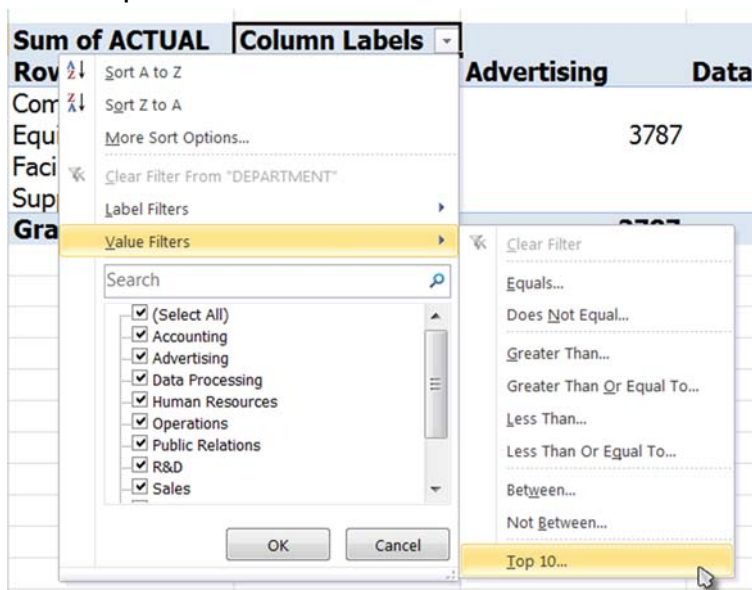 Sum of ACTUAL Column Labels
Row
Advertising Data
Com
Equi 3787
Faci
Supp
Gra 3787
Sort A to Z
Sort Z to A
More Sort Options...
Clear Filter From "DEPARTMENT"
Label Filters
Value Filters
Search
(Select All)
Accounting
Advertising
Data Processing
Human Resources
Operations
Public Relations
R&D
Sales
OK Cancel
Clear Filter
Equals...
Does Not Equal...
Greater Than...
Greater Than Or Equal To...
Less Than...
Less Than Or Equal To...
Between...
Not Between...
Top 10...